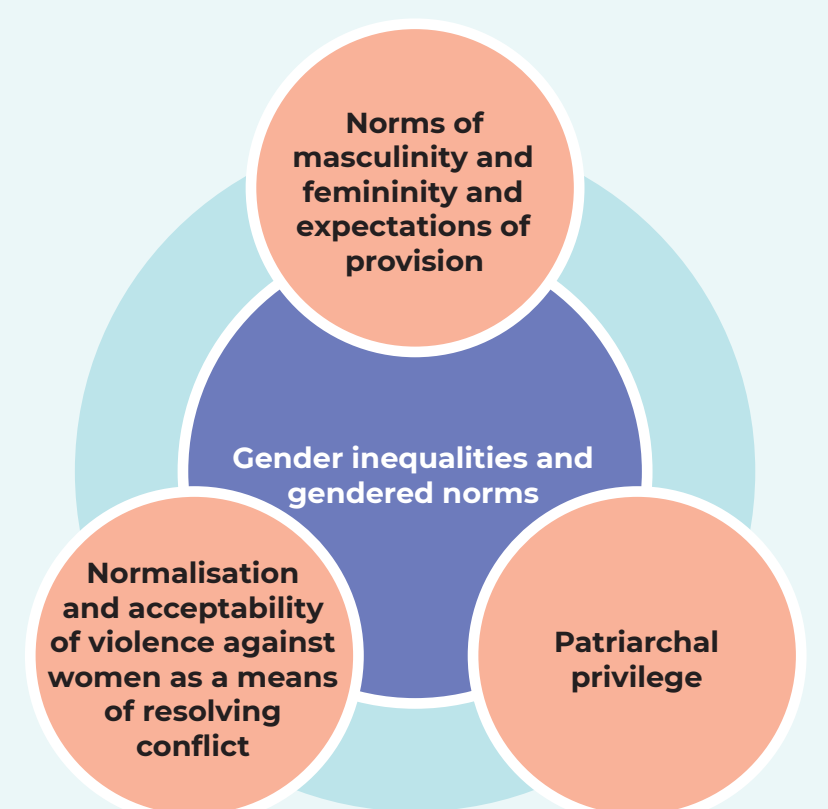 Norms of
masculinity and
femininity and
expectations of
provision
Gender inequalities and
gendered norms
Normalisation
and acceptability
of violence against
women as a means
of resolving
conflict
Patriarchal
privilege